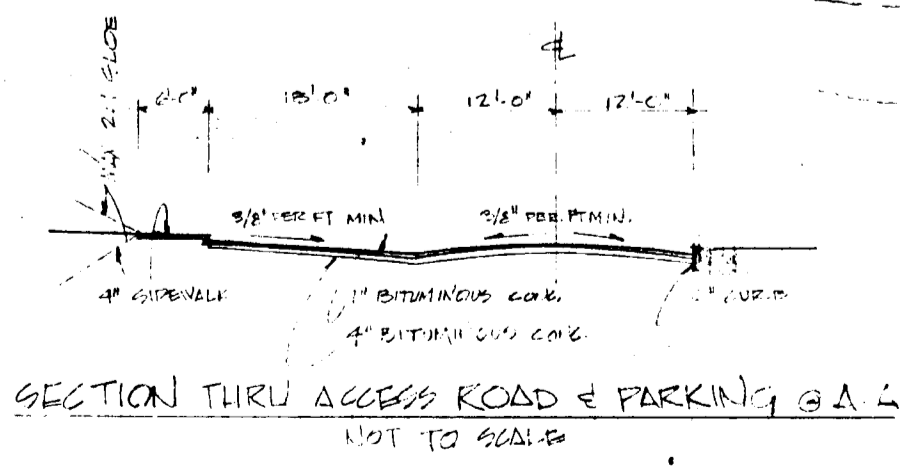 2:1 SLOPE
6'-0" 18'-0" 12'-0" 12'-0"
3/8" PER FT MIN 3/8" PER. FT MIN.
4" SIDEWALK 1" BITUMINOUS CONC. CURB
4" BITUMINOUS CONC.
SECTION THRU ACCESS ROAD & PARKING @ A-
NOT TO SCALE